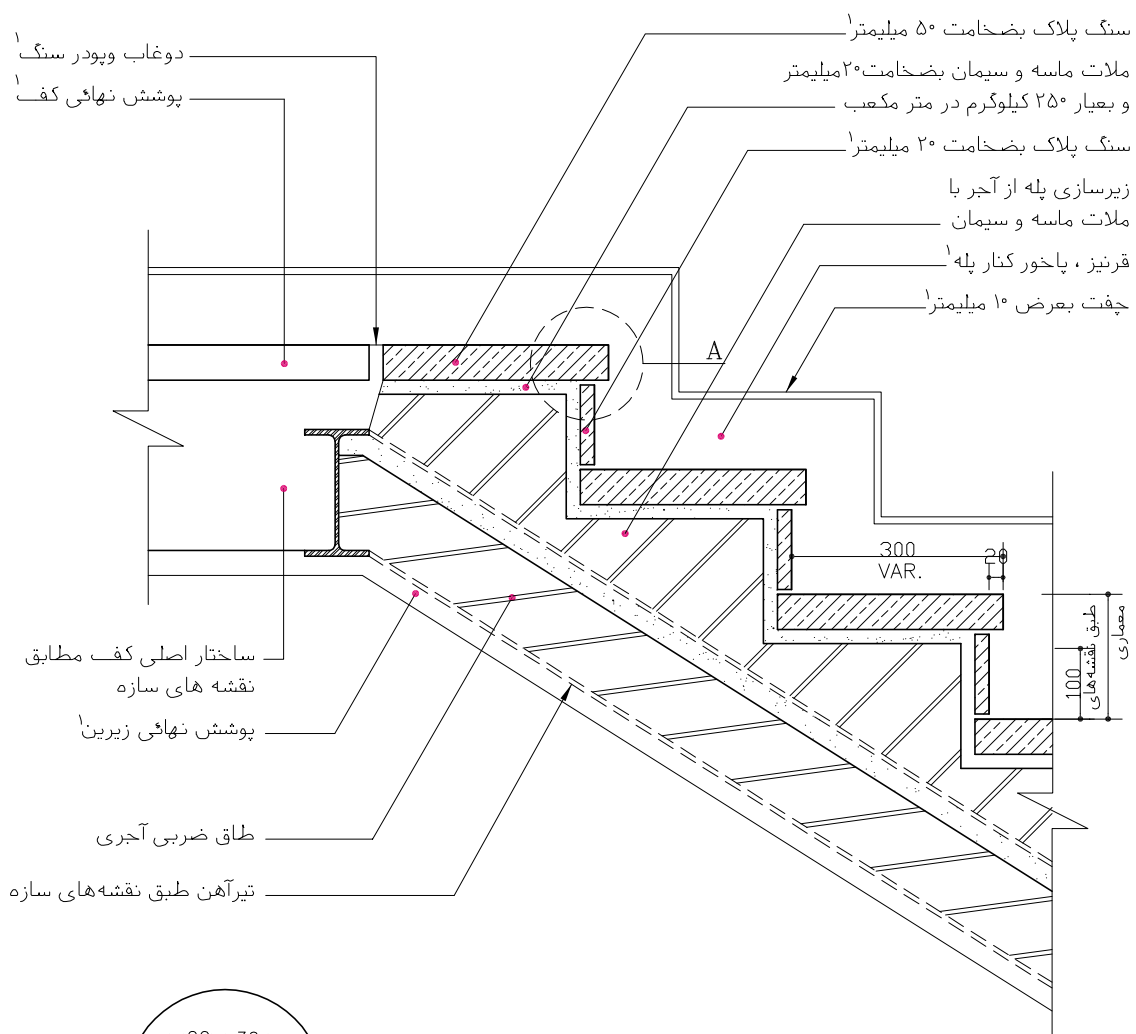 سنگ پلاک بضخامت ۵۰ میلیمتر۱
ملات ماسه و سیمان بضخامت۲۰میلیمتر
و بعیار ۲۵۰ کیلوگرم در متر مکعب
سنگ پلاک بضخامت ۲۰ میلیمتر۱
زیرسازی پله از آجر با
ملات ماسه و سیمان
قرنیز ، پاخور کنار پله۱
چفت بعرض ۱۰ میلیمتر۱
دوغاب وپودر سنگ۱
پوشش نهائی کف۱
A
300
VAR.
20
100
طبق نقشه‌های
معماری
ساختار اصلی کف مطابق
نقشه های سازه
پوشش نهائی زیرین۱
طاق ضربی آجری
تیرآهن طبق نقشه‌های سازه